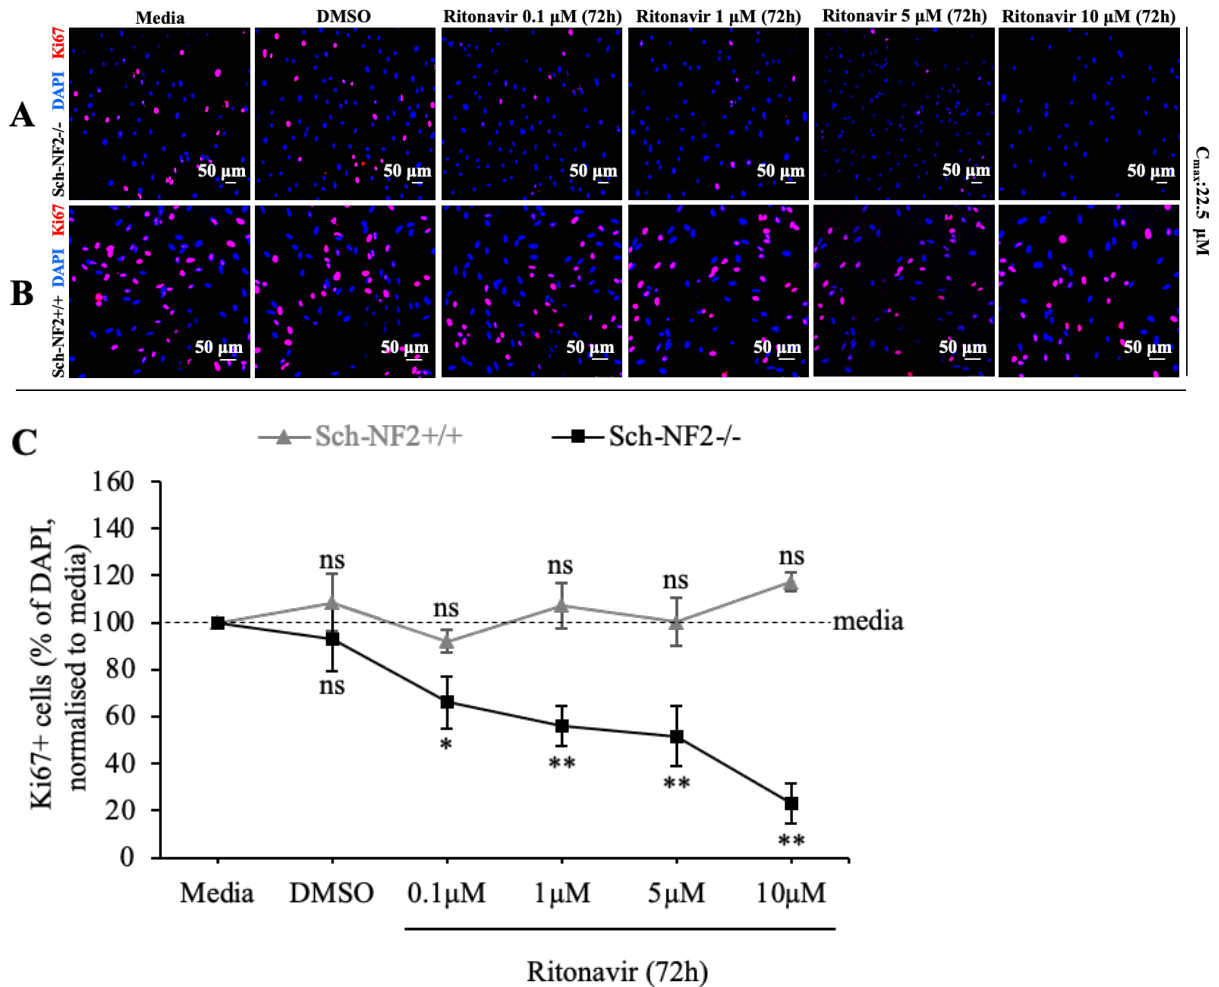 Media
DMSO
Ritonavir 0.1 μM (72h)
Ritonavir 1 μM (72h)
Ritonavir 5 μM (72h)
Ritonavir 10 μM (72h)
A
Sch-NF2-/- DAPI Ki67
50 μm
50 μm
50 μm
50 μm
50 μm
50 μm
B
Sch-NF2+/+ DAPI Ki67
50 μm
50 μm
50 μm
50 μm
50 μm
50 μm
Cmax:22.5 μM
C
Sch-NF2+/+
Sch-NF2-/-
Ki67+ cells (% of DAPI,
normalised to media)
160
140
120
100
80
60
40
20
0
ns
ns
ns
ns
ns
media
ns
*
**
**
**
Media
DMSO
0.1μM
1μM
5μM
10μM
Ritonavir (72h)